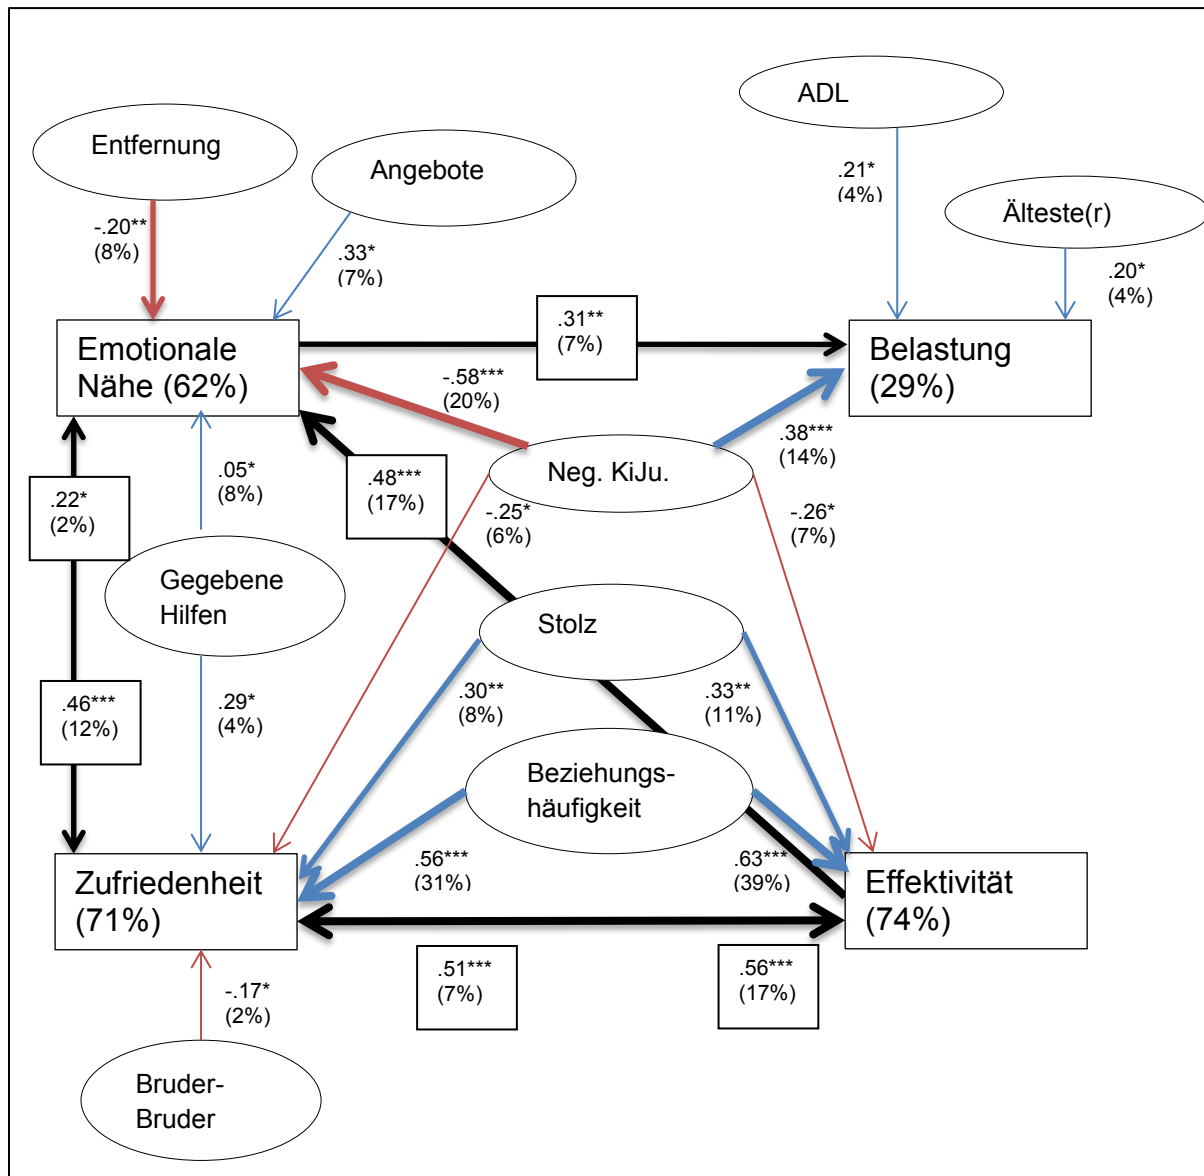 ADL
Entfernung
Angebote
.21*
(4%)
Älteste(r)
-.20**
(8%)
.33*
(7%)
.20*
(4%)
.31**
(7%)
Emotionale
Nähe (62%)
Belastung
(29%)
-.58***
(20%)
.38***
(14%)
Neg. KiJu.
.48***
(17%)
.05*
(8%)
.22*
(2%)
-.25*
(6%)
-.26*
(7%)
Gegebene
Hilfen
Stolz
.30**
(8%)
.33**
(11%)
.46***
(12%)
.29*
(4%)
Beziehungs-
häufigkeit
.56***
(31%)
.63***
(39%)
Zufriedenheit
(71%)
Effektivität
(74%)
.51***
(7%)
.56***
(17%)
-.17*
(2%)
Bruder-
Bruder